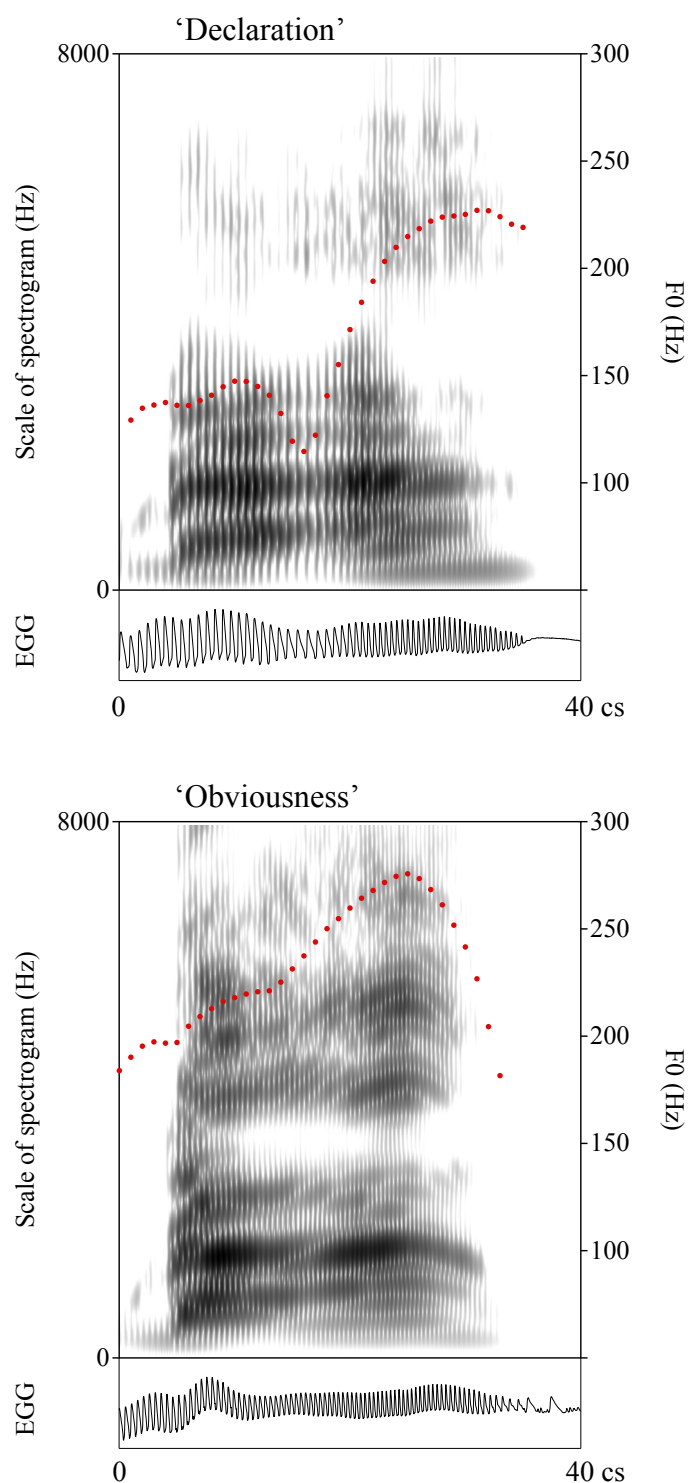 ‘Declaration’
8000
300
250
200
150
100
0
Scale of spectrogram (Hz)
F0 (Hz)
EGG
0
40 cs
‘Obviousness’
8000
300
250
200
150
100
0
Scale of spectrogram (Hz)
F0 (Hz)
EGG
0
40 cs